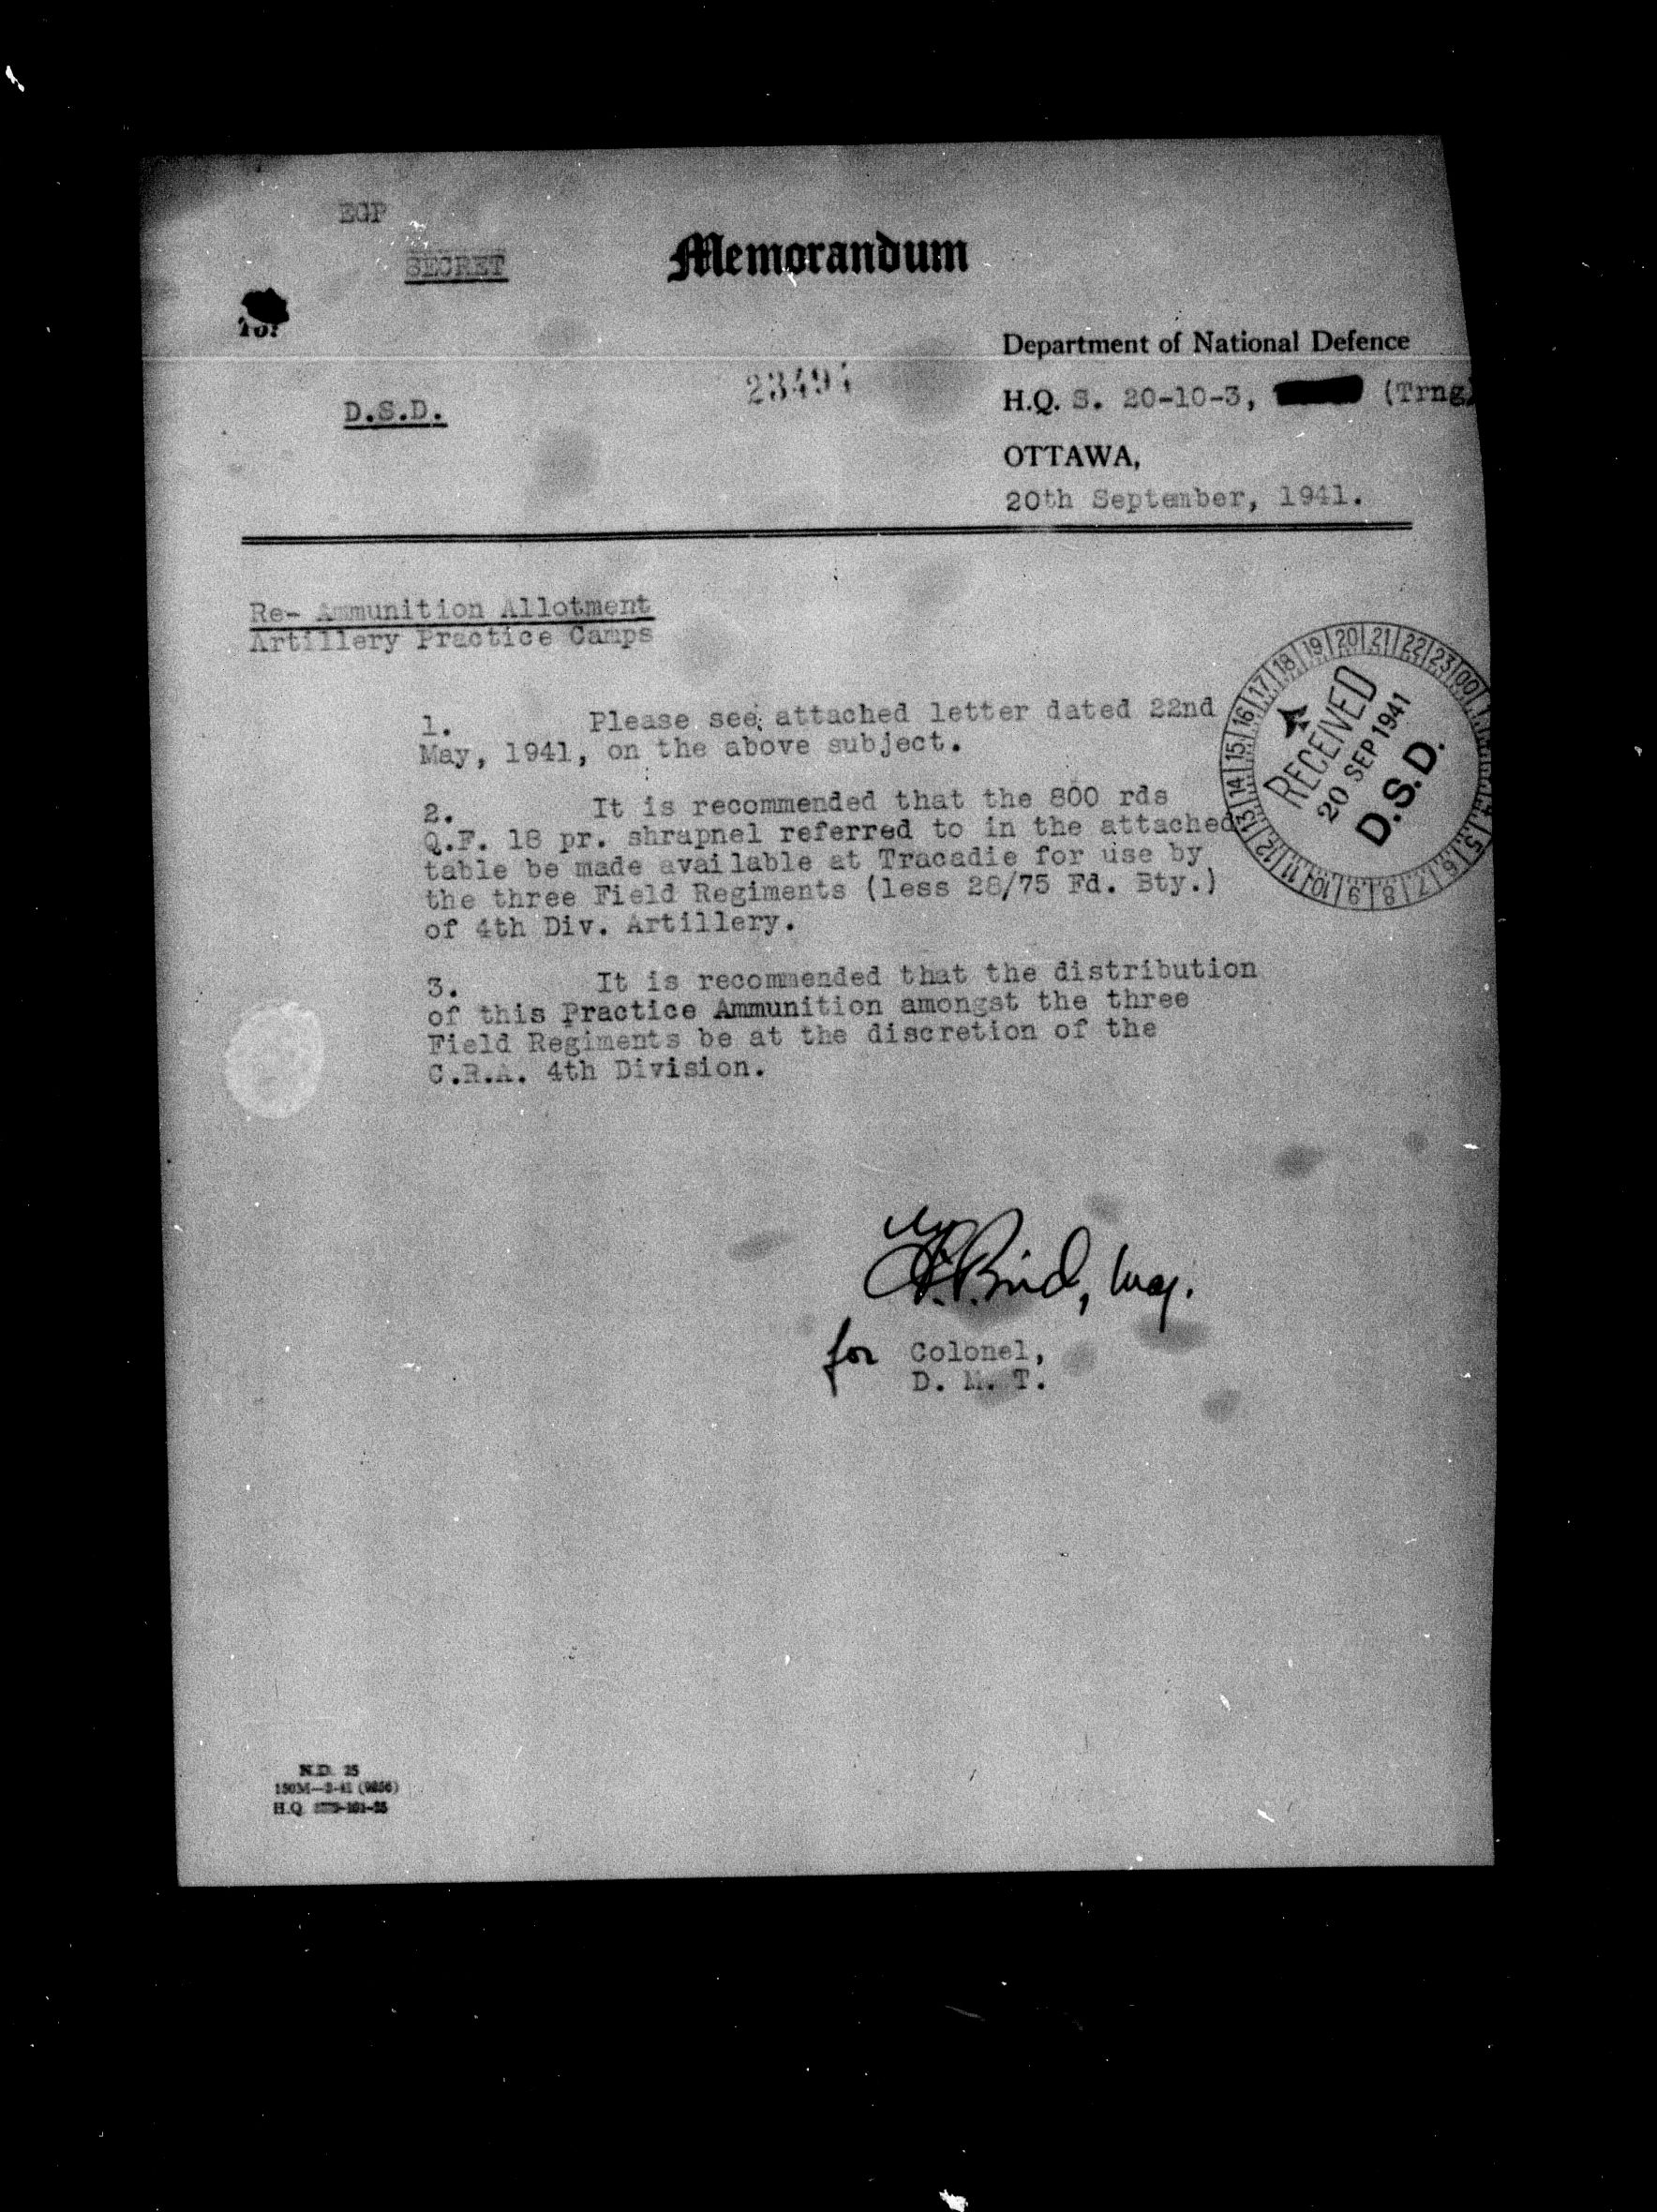 EGP
SECRET
Memorandum
To:
Department of National Defence
D.S.D.
H.Q. S. 20-10-3, (Trng)
OTTAWA,
20th September, 1941.
Re- Ammunition Allotment
Artillery Practice Camps
1. Please see attached letter dated 22nd
May, 1941, on the above subject.
2. It is recommended that the 800 rds
Q.F. 18 pr. shrapnel referred to in the attached
table be made available at Tracadie for use by
the three Field Regiments (less 28/75 Fd. Bty.)
of 4th Div. Artillery.
3. It is recommended that the distribution
of this Practice Ammunition amongst the three
Field Regiments be at the discretion of the
C.R.A. 4th Division.
RECEIVED
20 SEP 1941
D.S.D.
Bird, Maj.
for Colonel,
D. M. T.
N.D. 25
H.Q.